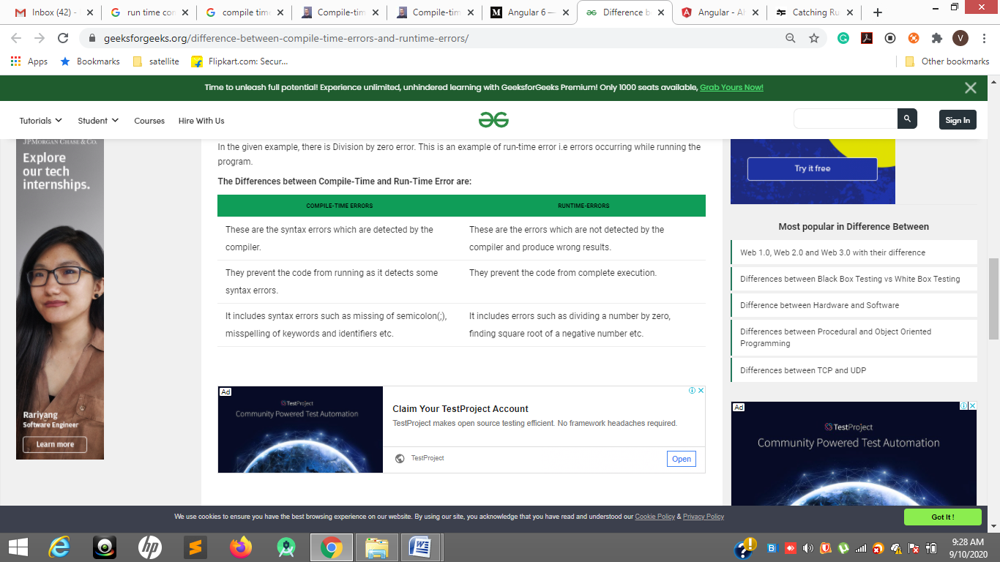 Inbox (42) -
run time cor
compile time
Compile-tim
Compile-tim
Angular 6 —
Difference b
Angular - Ah
Catching Ru
geeksforgeeks.org/difference-between-compile-time-errors-and-runtime-errors/
V
Apps
Bookmarks
satellite
Flipkart.com: Secur...
Other bookmarks
Time to unleash full potential! Experience unlimited, unhindered learning with GeeksforGeeks Premium! Only 1000 seats available, Grab Yours Now!
Tutorials
Student
Courses
Hire With Us
Sign In
JPMORGAN CHASE & CO.
Explore
our tech
internships.
Rariyang
Software Engineer
Learn more
In the given example, there is Division by zero error. This is an example of run-time error i.e errors occurring while running the
program.
The Differences between Compile-Time and Run-Time Error are:
COMPILE-TIME ERRORS
RUNTIME-ERRORS
These are the syntax errors which are detected by the
compiler.
These are the errors which are not detected by the
compiler and produce wrong results.
They prevent the code from running as it detects some
syntax errors.
They prevent the code from complete execution.
It includes syntax errors such as missing of semicolon(;),
misspelling of keywords and identifiers etc.
It includes errors such as dividing a number by zero,
finding square root of a negative number etc.
Ad
TestProject
Community Powered Test Automation
Claim Your TestProject Account
TestProject makes open source testing efficient. No framework headaches required.
TestProject
Open
Try it free
Most popular in Difference Between
Web 1.0, Web 2.0 and Web 3.0 with their difference
Differences between Black Box Testing vs White Box Testing
Difference between Hardware and Software
Differences between Procedural and Object Oriented
Programming
Differences between TCP and UDP
Ad
TestProject
Community Powered Test Automation
We use cookies to ensure you have the best browsing experience on our website. By using our site, you acknowledge that you have read and understood our Cookie Policy & Privacy Policy
Got It !
9:28 AM
9/10/2020